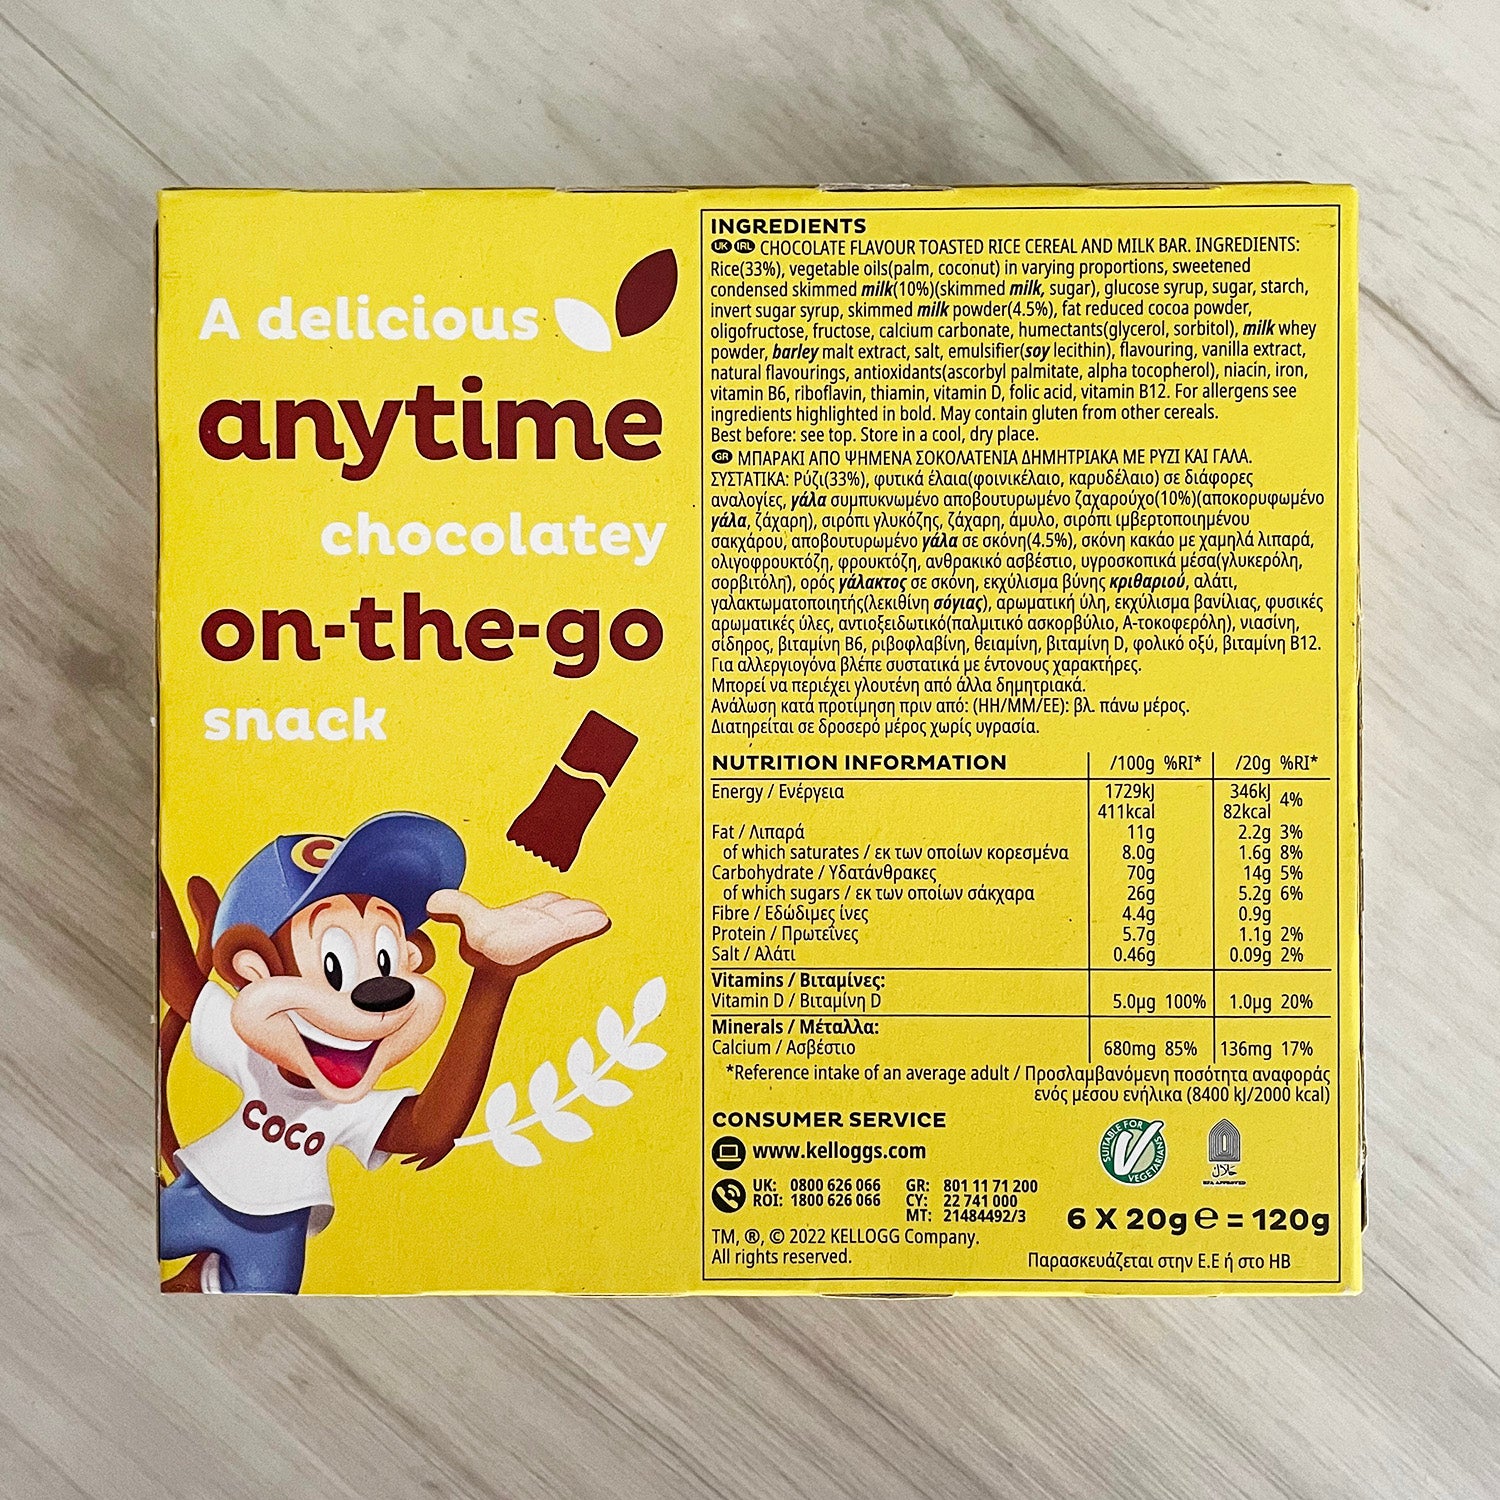 A delicious
anytime
chocolatey
on-the-go
snack
C
COCO
INGREDIENTS
UK IRL CHOCOLATE FLAVOUR TOASTED RICE CEREAL AND MILK BAR. INGREDIENTS:
Rice(33%), vegetable oils(palm, coconut) in varying proportions, sweetened
condensed skimmed milk(10%)(skimmed milk, sugar), glucose syrup, sugar, starch,
invert sugar syrup, skimmed milk powder(4.5%), fat reduced cocoa powder,
oligofructose, fructose, calcium carbonate, humectants(glycerol, sorbitol), milk whey
powder, barley malt extract, salt, emulsifier(soy lecithin), flavouring, vanilla extract,
natural flavourings, antioxidants(ascorbyl palmitate, alpha tocopherol), niacin, iron,
vitamin B6, riboflavin, thiamin, vitamin D, folic acid, vitamin B12. For allergens see
ingredients highlighted in bold. May contain gluten from other cereals.
Best before: see top. Store in a cool, dry place.
GR ΜΠΑΡΑΚΙ ΑΠΟ ΨΗΜΕΝΑ ΣΟΚΟΛΑΤΕΝΙΑ ΔΗΜΗΤΡΙΑΚΑ ΜΕ ΡΥΖΙ ΚΑΙ ΓΑΛΑ.
ΣΥΣΤΑΤΙΚΑ: Ρύζι(33%), φυτικά έλαια(φοινικέλαιο, καρυδέλαιο) σε διάφορες
αναλογίες, γάλα συμπυκνωμένο αποβουτυρωμένο ζαχαρούχο(10%)(αποκορυφωμένο
γάλα, ζάχαρη), σιρόπι γλυκόζης, ζάχαρη, άμυλο, σιρόπι ιμβερτοποιημένου
σακχάρου, αποβουτυρωμένο γάλα σε σκόνη(4.5%), σκόνη κακάο με χαμηλά λιπαρά,
ολιγοφρουκτόζη, φρουκτόζη, ανθρακικό ασβέστιο, υγροσκοπικά μέσα(γλυκερόλη,
σορβιτόλη), ορός γάλακτος σε σκόνη, εκχύλισμα βύνης κριθαριού, αλάτι,
γαλακτωματοποιητής(λεκιθίνη σόγιας), αρωματική ύλη, εκχύλισμα βανίλιας, φυσικές
αρωματικές ύλες, αντιοξειδωτικό(παλμιτικό ασκορβύλιο, Α-τοκοφερόλη), νιασίνη,
σίδηρος, βιταμίνη Β6, ριβοφλαβίνη, θειαμίνη, βιταμίνη D, φολικό οξύ, βιταμίνη Β12.
Για αλλεργιογόνα βλέπε συστατικά με έντονους χαρακτήρες.
Μπορεί να περιέχει γλουτένη από άλλα δημητριακά.
Ανάλωση κατά προτίμηση πριν από: (ΗΗ/ΜΜ/ΕΕ): βλ. πάνω μέρος.
Διατηρείται σε δροσερό μέρος χωρίς υγρασία.
NUTRITION INFORMATION /100g %RI* /20g %RI*
Energy / Ενέργεια 1729kJ 346kJ 4%
411kcal 82kcal
Fat / Λιπαρά 11g 2.2g 3%
of which saturates / εκ των οποίων κορεσμένα 8.0g 1.6g 8%
Carbohydrate / Υδατάνθρακες 70g 14g 5%
of which sugars / εκ των οποίων σάκχαρα 26g 5.2g 6%
Fibre / Εδώδιμες ίνες 4.4g 0.9g
Protein / Πρωτεΐνες 5.7g 1.1g 2%
Salt / Αλάτι 0.46g 0.09g 2%
Vitamins / Βιταμίνες:
Vitamin D / Βιταμίνη D 5.0µg 100% 1.0µg 20%
Minerals / Μέταλλα:
Calcium / Ασβέστιο 680mg 85% 136mg 17%
*Reference intake of an average adult / Προσλαμβανόμενη ποσότητα αναφοράς
ενός μέσου ενήλικα (8400 kJ/2000 kcal)
CONSUMER SERVICE
www.kelloggs.com
UK: 0800 626 066 GR: 801 11 71 200
ROI: 1800 626 066 CY: 22 741 000
MT: 21484492/3
SUITABLE FOR VEGETARIANS
حلال
HFA APPROVED
6 X 20g ℮ = 120g
TM, ®, © 2022 KELLOGG Company.
All rights reserved.
Παρασκευάζεται στην Ε.Ε ή στο ΗΒ